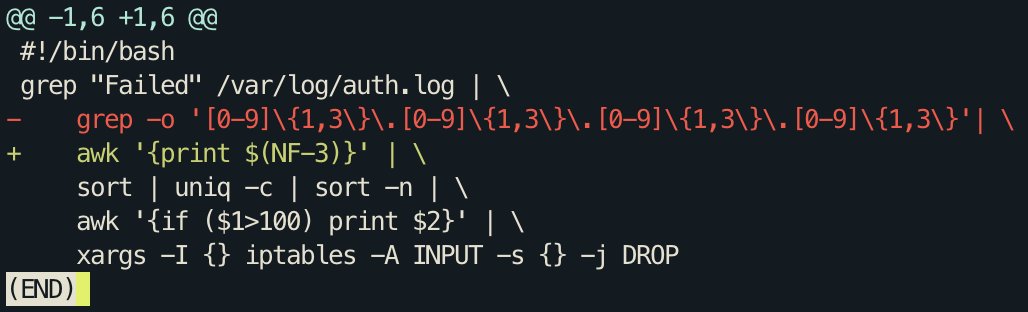 @@ -1,6 +1,6 @@
 #!/bin/bash
 grep "Failed" /var/log/auth.log | \
-    grep -o '[0-9]\{1,3\}\.[0-9]\{1,3\}\.[0-9]\{1,3\}\.[0-9]\{1,3\}'| \
+    awk '{print $(NF-3)}' | \
     sort | uniq -c | sort -n | \
     awk '{if ($1>100) print $2}' | \
     xargs -I {} iptables -A INPUT -s {} -j DROP
(END)